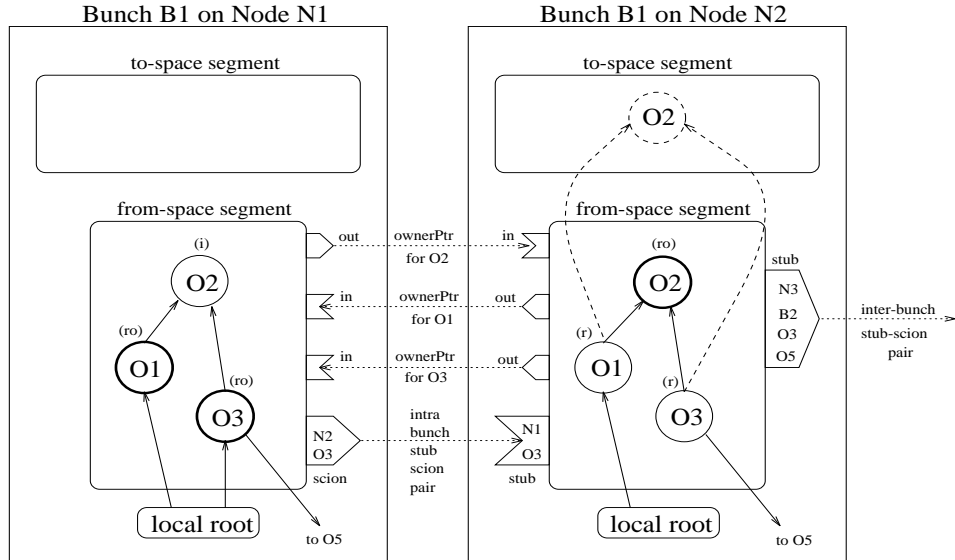 Bunch B1 on Node N1
to-space segment
from-space segment
(i)
O2
(ro)
O1
(ro)
O3
N2
O3
scion
local root
to O5
out
ownerPtr
in
for O2
in
ownerPtr
out
for O1
in
ownerPtr
out
for O3
intra
bunch
stub
scion
pair
Bunch B1 on Node N2
to-space segment
O2
from-space segment
(ro)
O2
(r)
O1
(r)
O3
N1
O3
stub
local root
to O5
stub
N3
B2
O3
O5
inter-bunch
stub-scion
pair